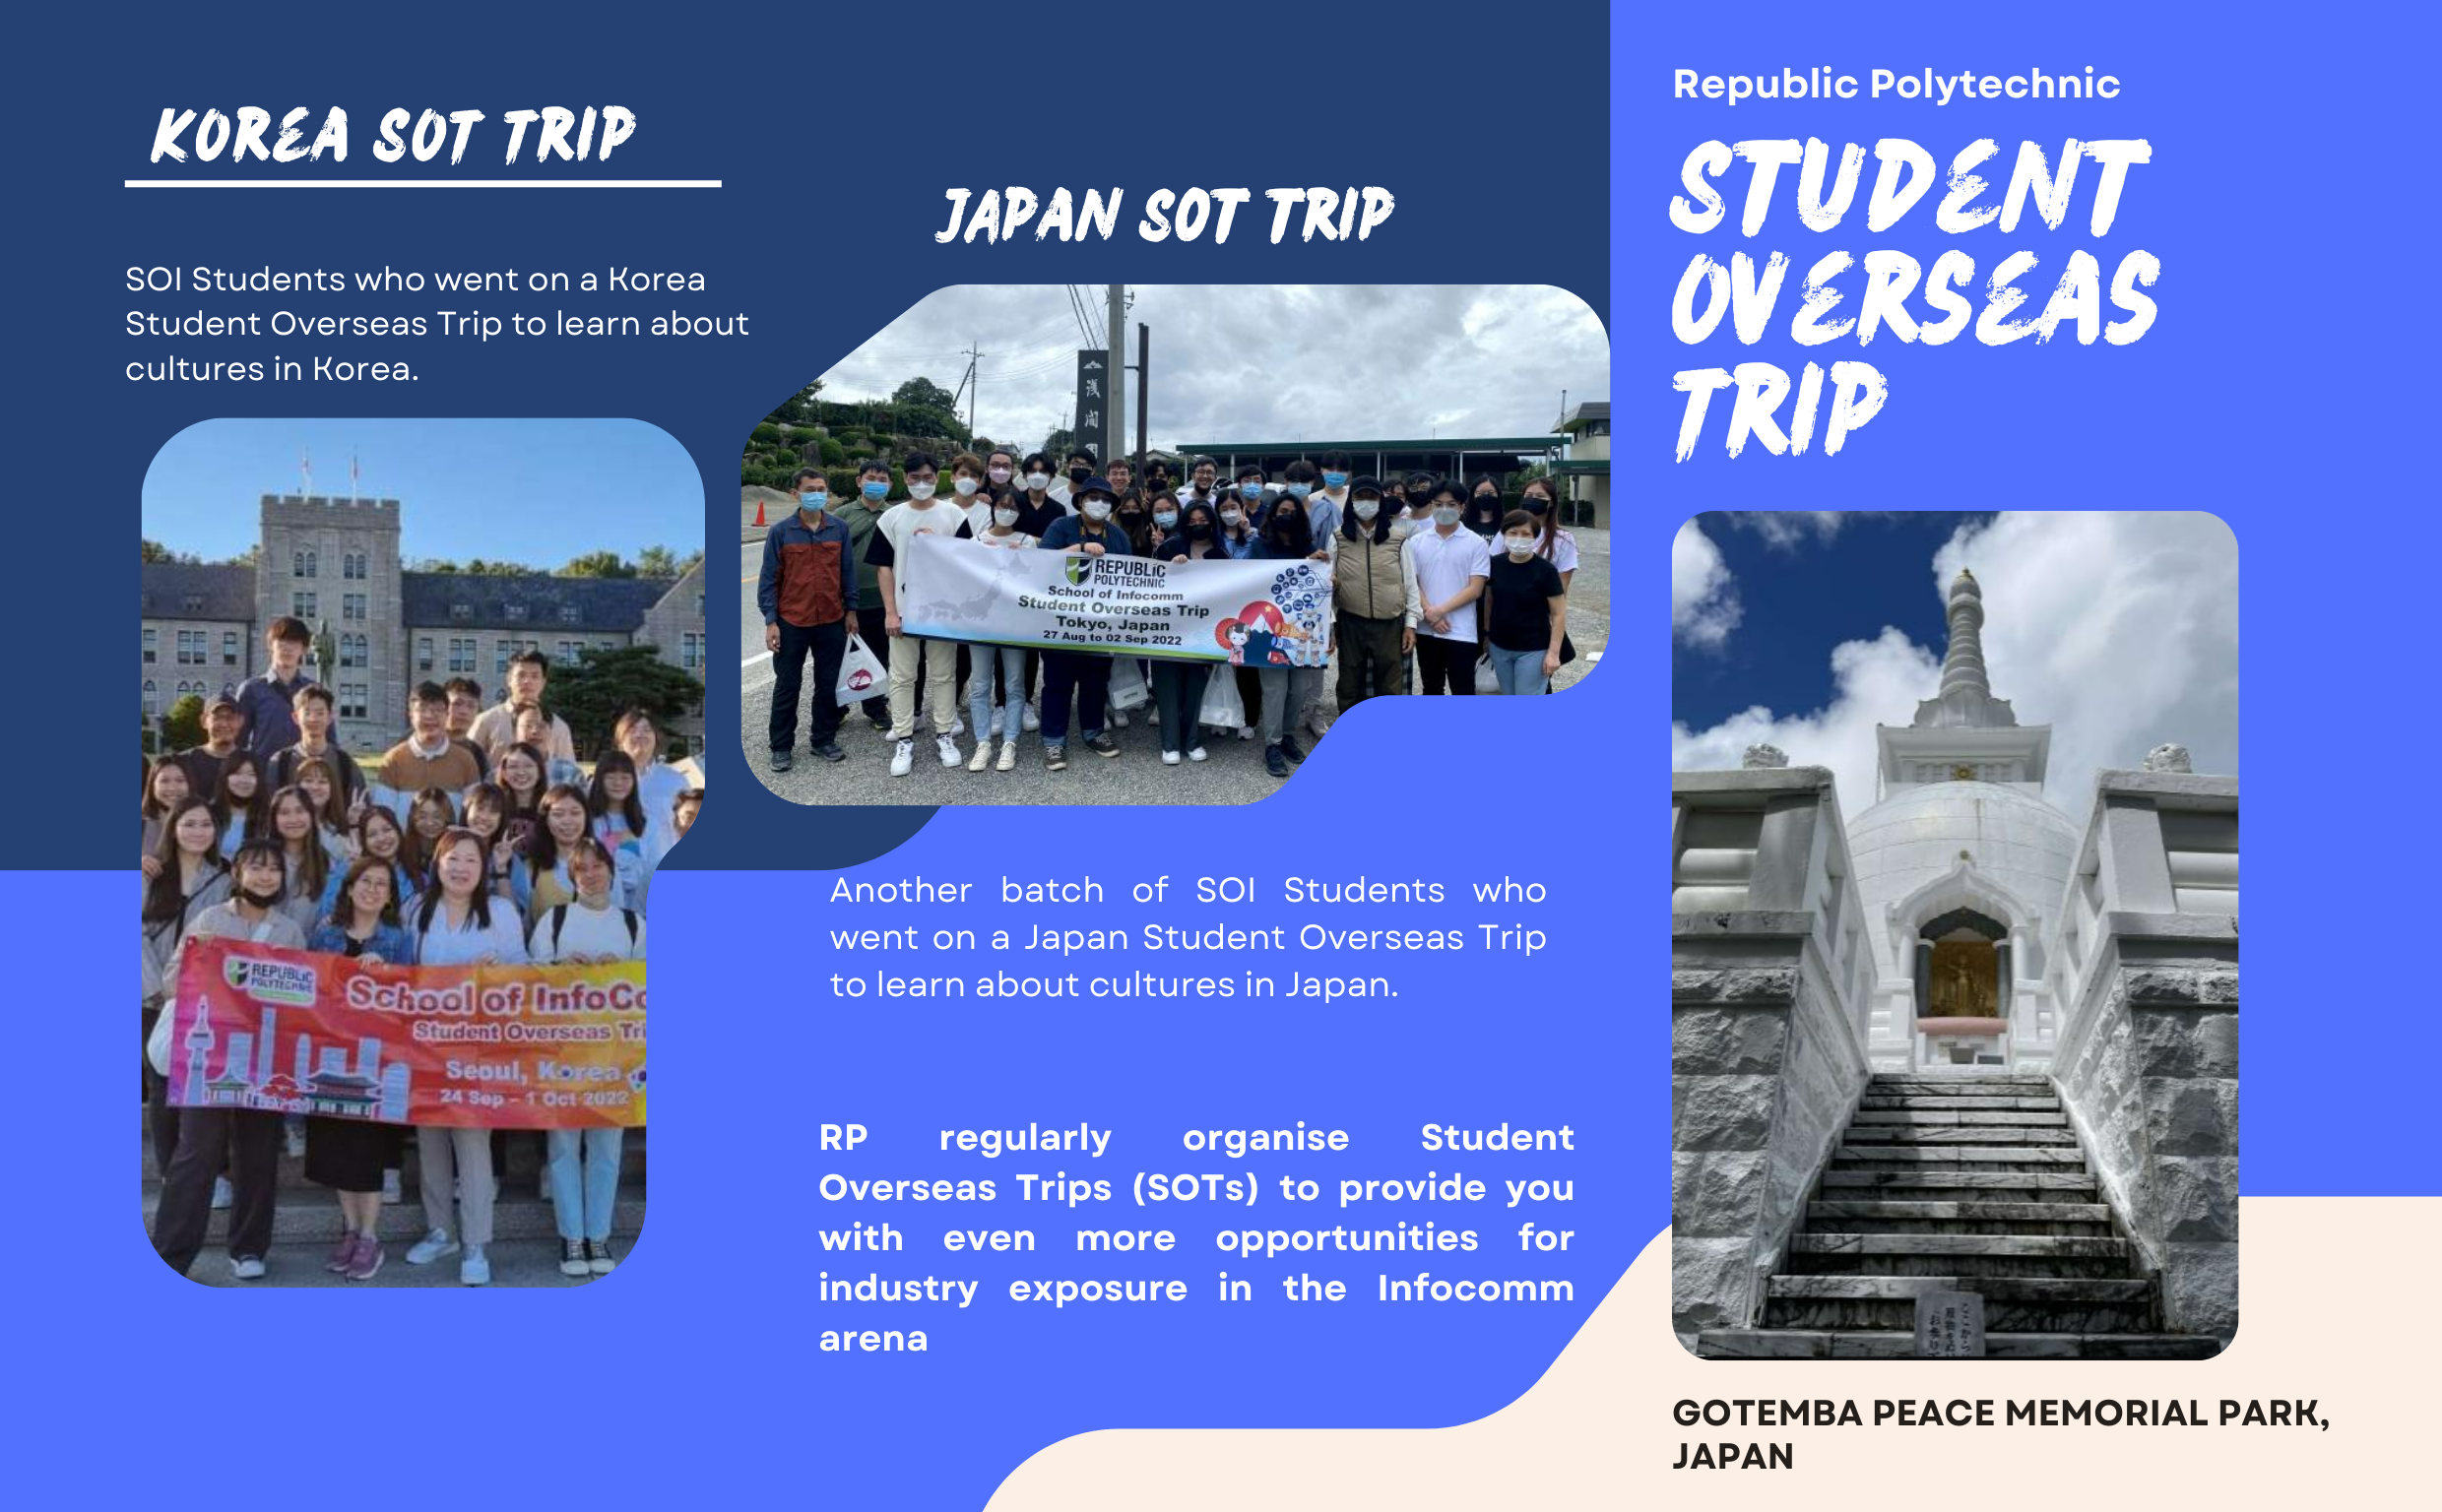 KOREA SOT TRIP
SOI Students who went on a Korea
Student Overseas Trip to learn about
cultures in Korea.
REPUBLIC
POLYTECHNIC
School of InfoCo
Student Overseas Tri
Seoul, Korea
24 Sep - 1 Oct 2022
JAPAN SOT TRIP
浅
間
REPUBLIC
POLYTECHNIC
School of Infocomm
Student Overseas Trip
Tokyo, Japan
27 Aug to 02 Sep 2022
Another batch of SOI Students who
went on a Japan Student Overseas Trip
to learn about cultures in Japan.
RP regularly organise Student
Overseas Trips (SOTs) to provide you
with even more opportunities for
industry exposure in the Infocomm
arena
Republic Polytechnic
STUDENT
OVERSEAS
TRIP
GOTEMBA PEACE MEMORIAL PARK,
JAPAN